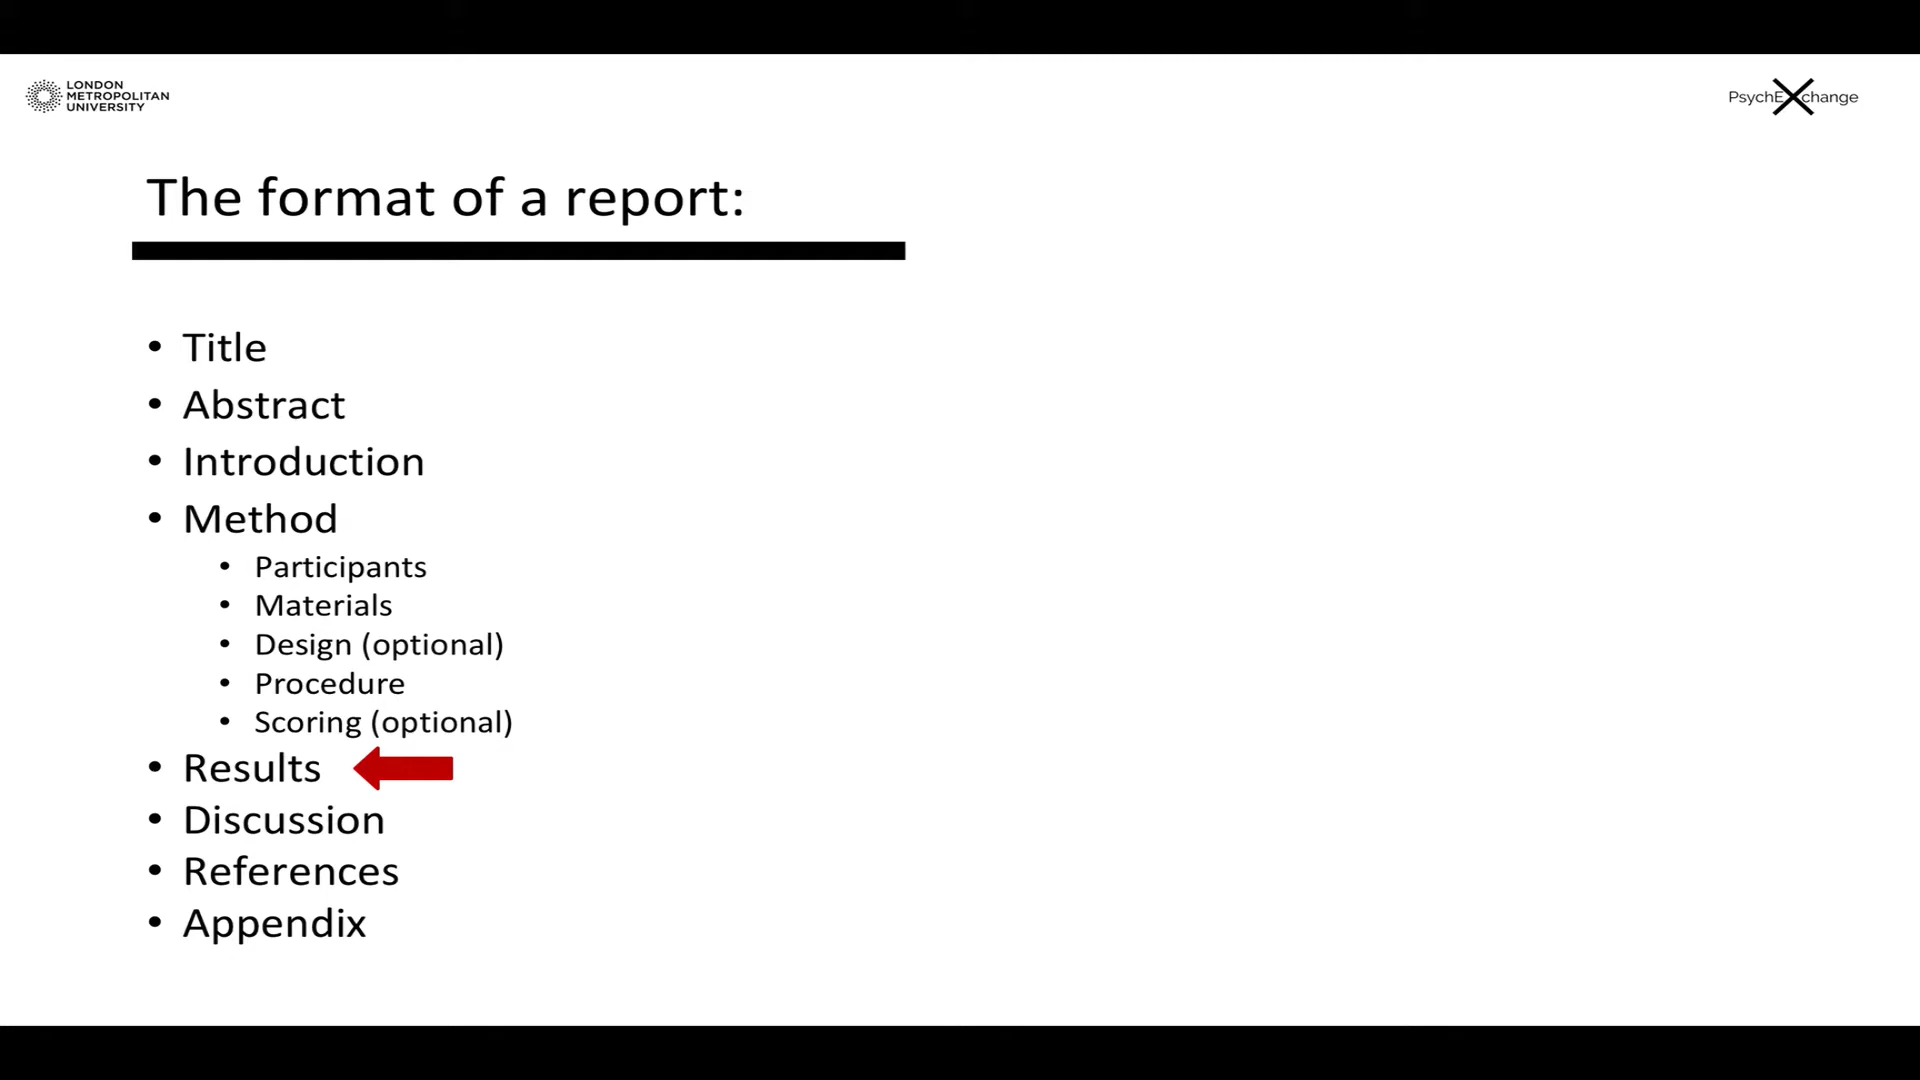 LONDON
METROPOLITAN
UNIVERSITY
PsychEXchange
The format of a report:
• Title
• Abstract
• Introduction
• Method
• Participants
• Materials
• Design (optional)
• Procedure
• Scoring (optional)
• Results
• Discussion
• References
• Appendix